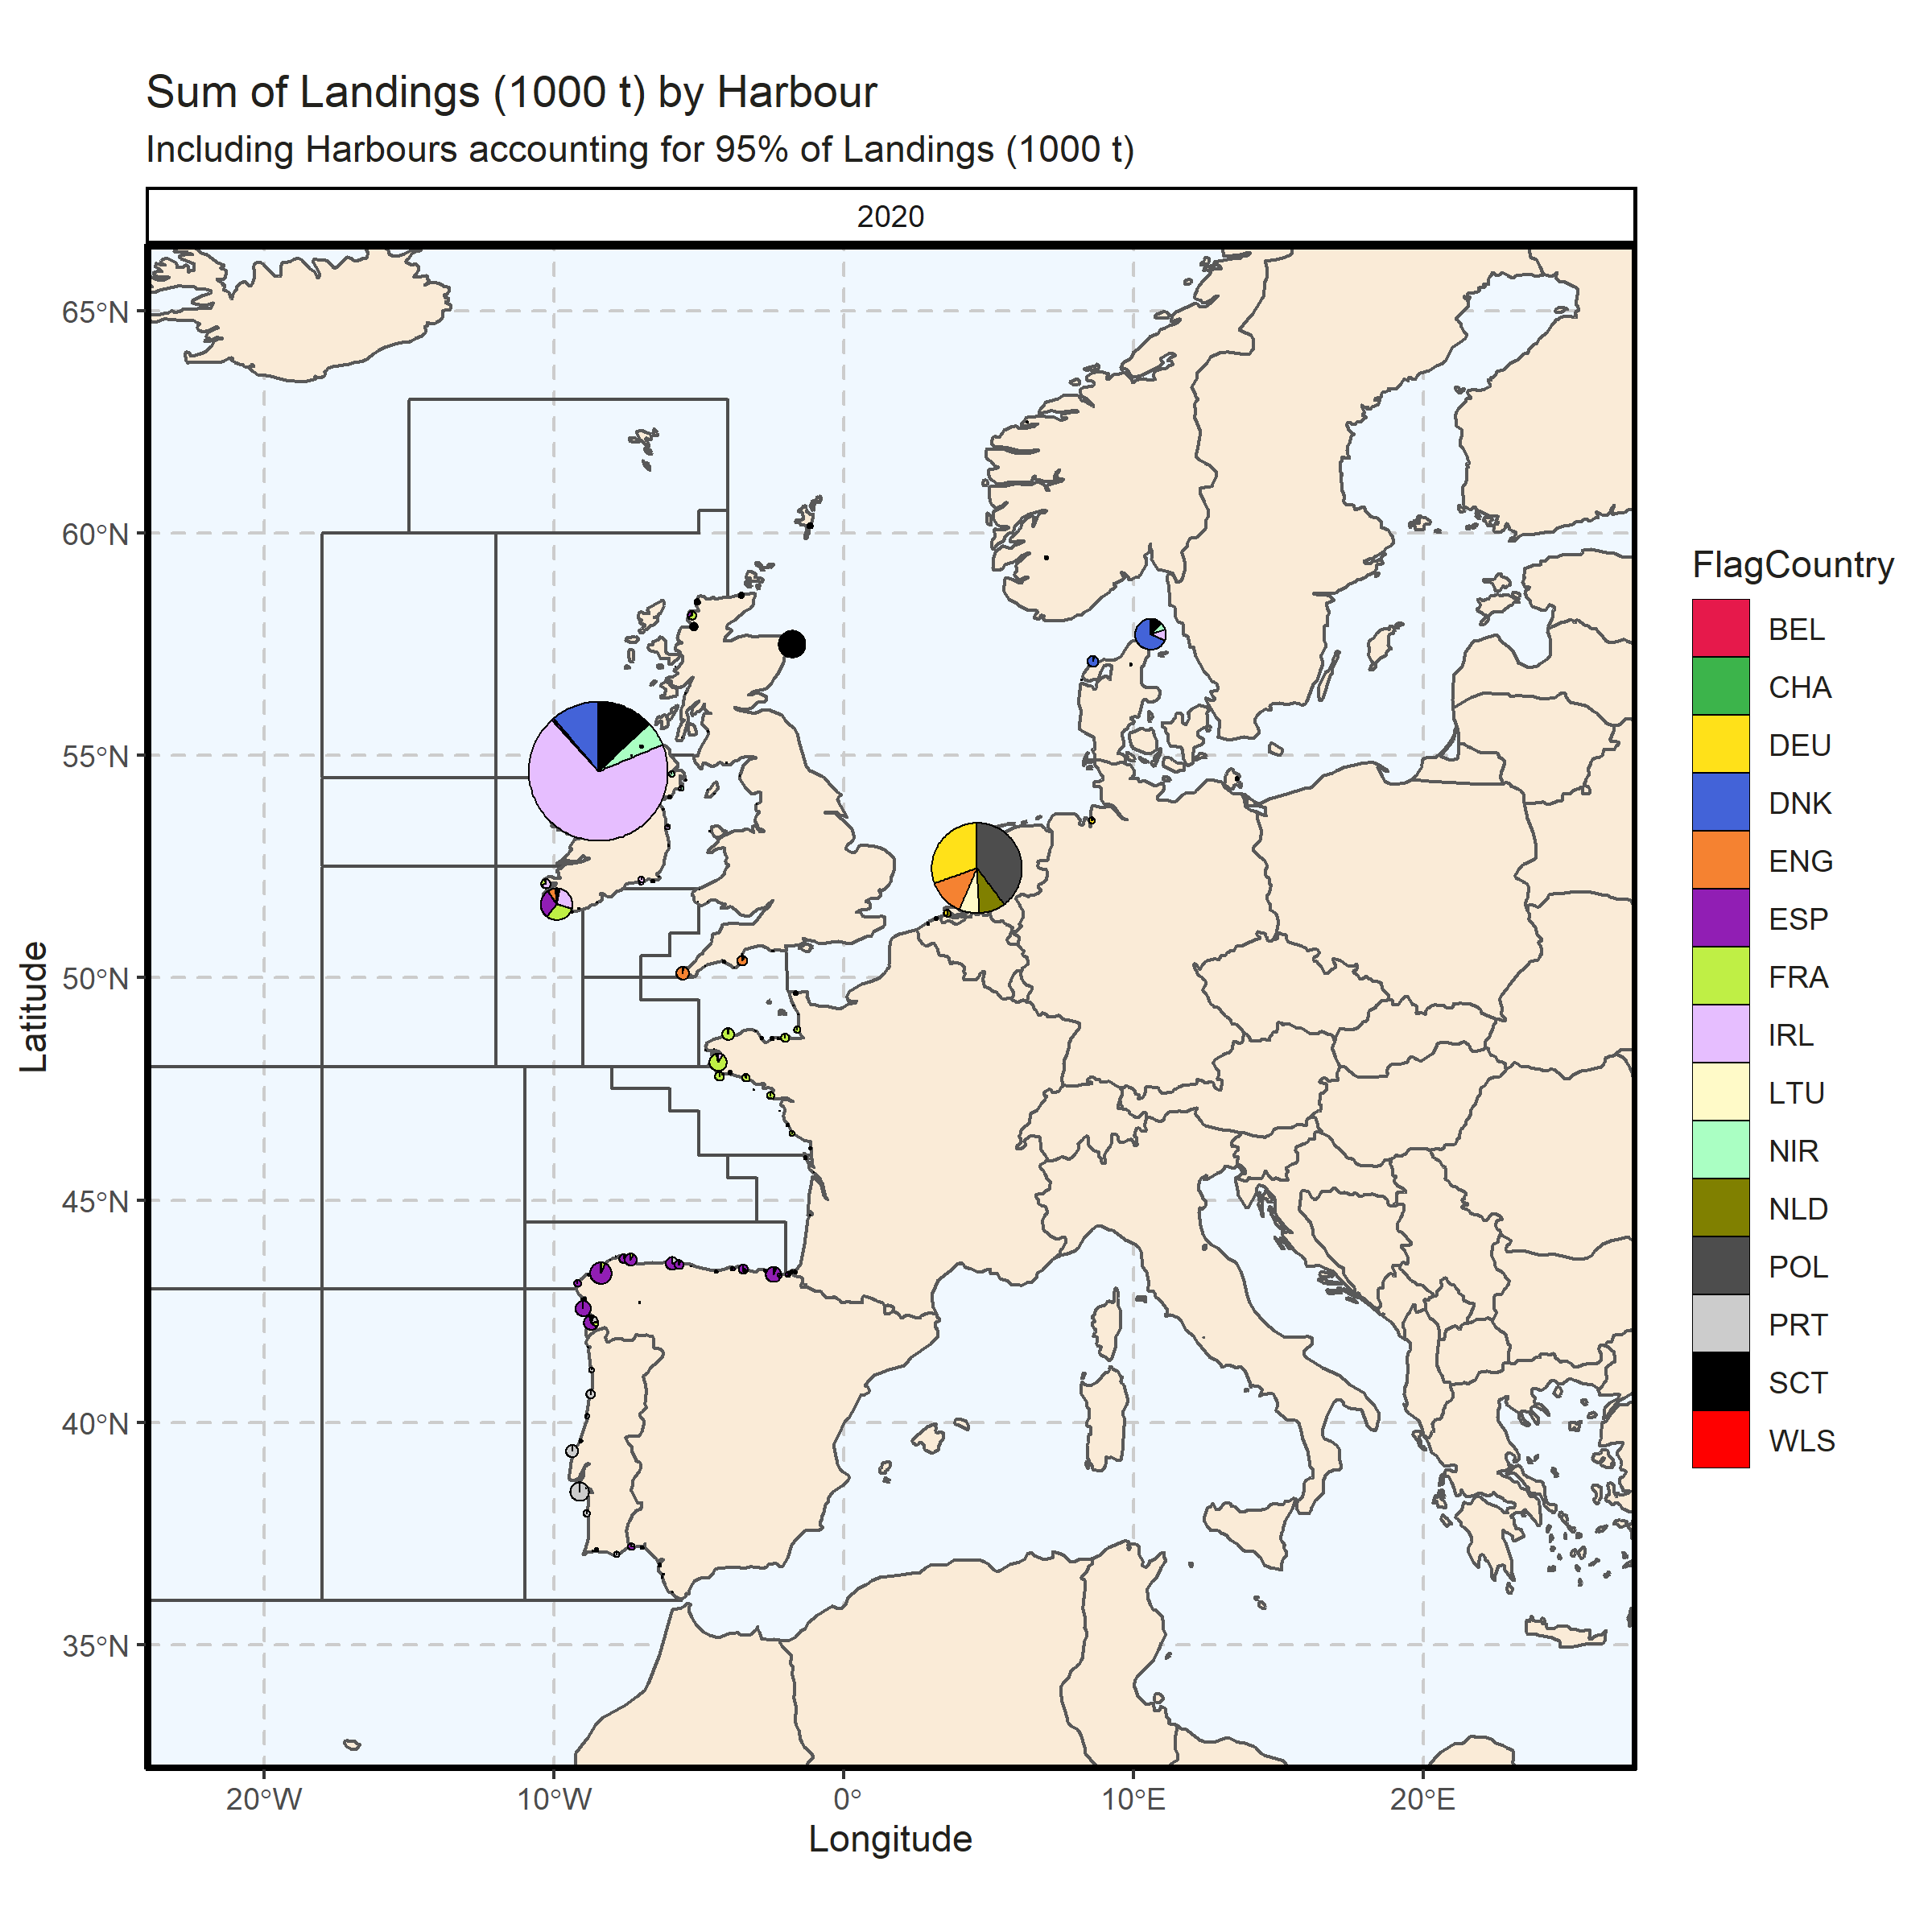 Sum of Landings (1000 t) by Harbour
Including Harbours accounting for 95% of Landings (1000 t)
2020
65°N
60°N
55°N
50°N
45°N
40°N
35°N
Latitude
20°W
10°W
0°
10°E
20°E
Longitude
FlagCountry
BEL
CHA
DEU
DNK
ENG
ESP
FRA
IRL
LTU
NIR
NLD
POL
PRT
SCT
WLS